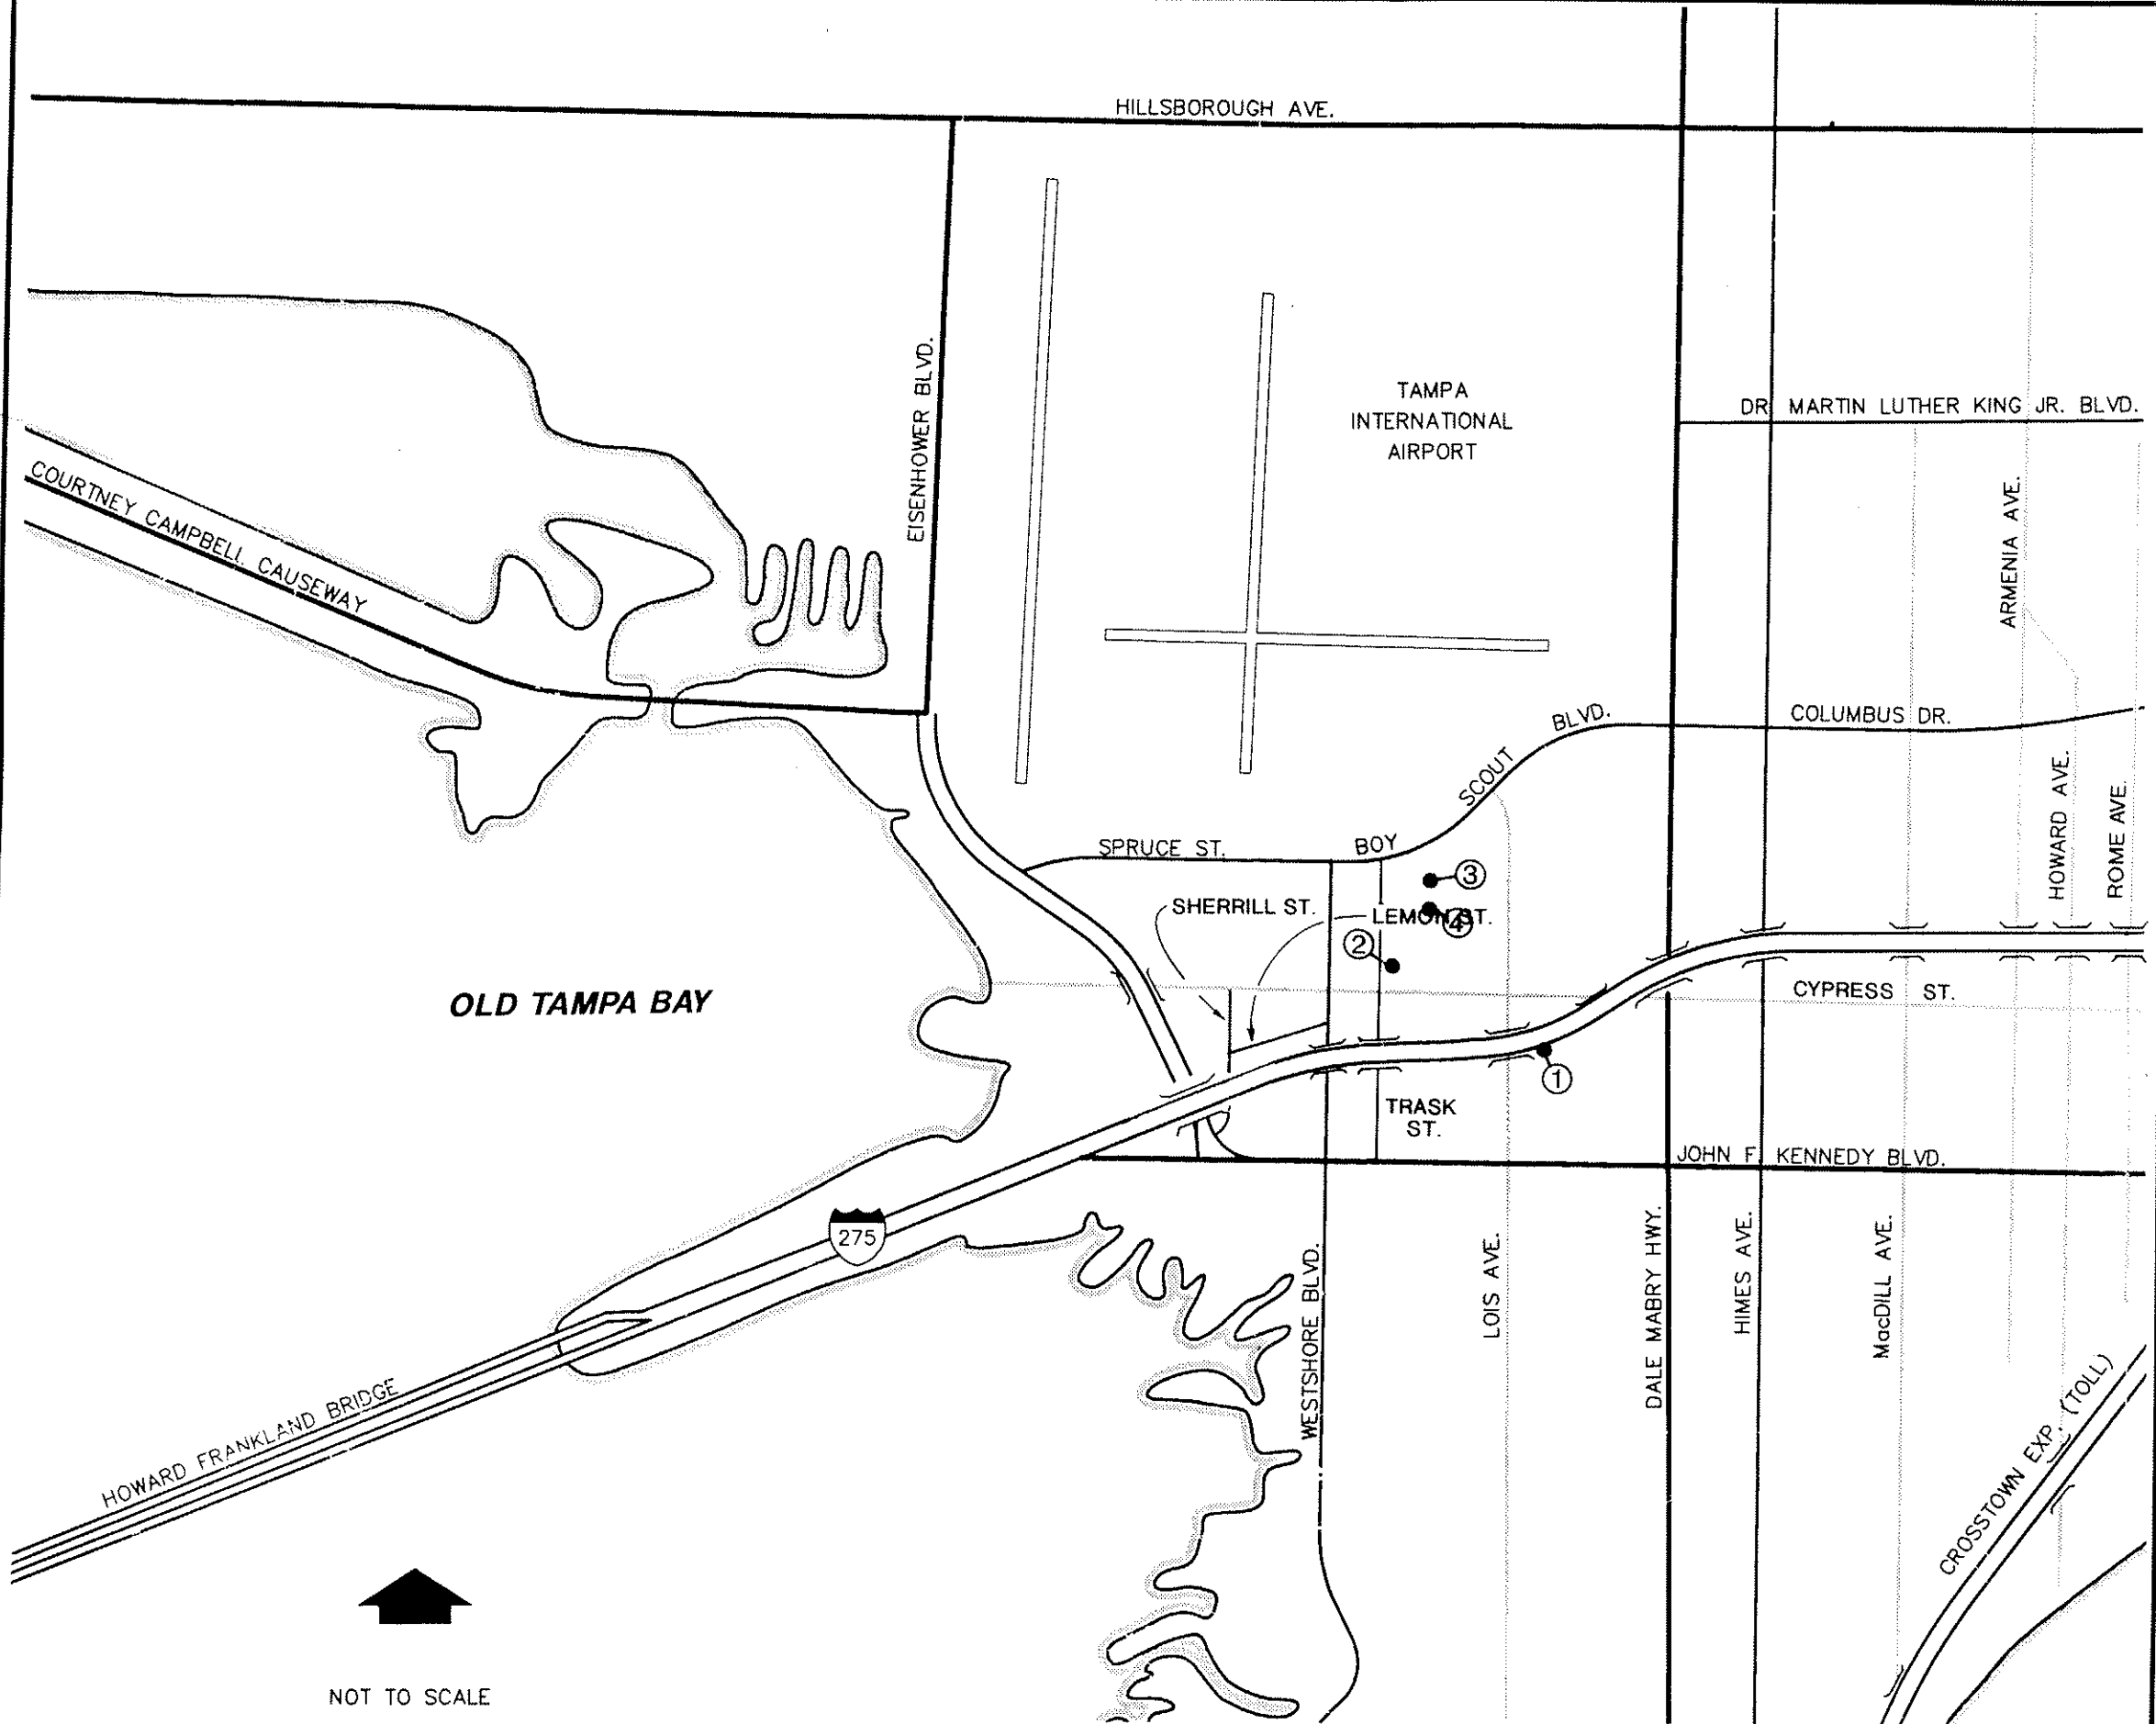 HILLSBOROUGH AVE.
EISENHOWER BLVD.
TAMPA
INTERNATIONAL
AIRPORT
DR. MARTIN LUTHER KING JR. BLVD.
COURTNEY CAMPBELL CAUSEWAY
ARMENIA AVE.
BOY SCOUT BLVD.
COLUMBUS DR.
HOWARD AVE.
ROME AVE.
SPRUCE ST.
③
SHERRILL ST.
LEMON ST.
④
②
OLD TAMPA BAY
CYPRESS ST.
①
TRASK
ST.
JOHN F. KENNEDY BLVD.
275
WESTSHORE BLVD.
LOIS AVE.
DALE MABRY HWY.
HIMES AVE.
MacDILL AVE.
HOWARD FRANKLAND BRIDGE
CROSSTOWN EXP. (TOLL)
NOT TO SCALE